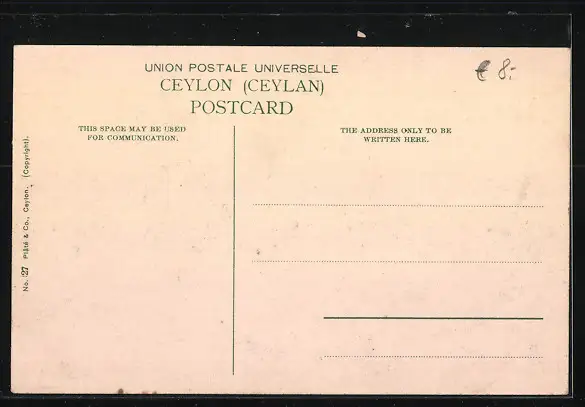 UNION POSTALE UNIVERSELLE
CEYLON (CEYLAN)
POSTCARD
€ 8.-
THIS SPACE MAY BE USED
FOR COMMUNICATION.
THE ADDRESS ONLY TO BE
WRITTEN HERE.
No. 27 Plâté & Co., Ceylon. (Copyright).